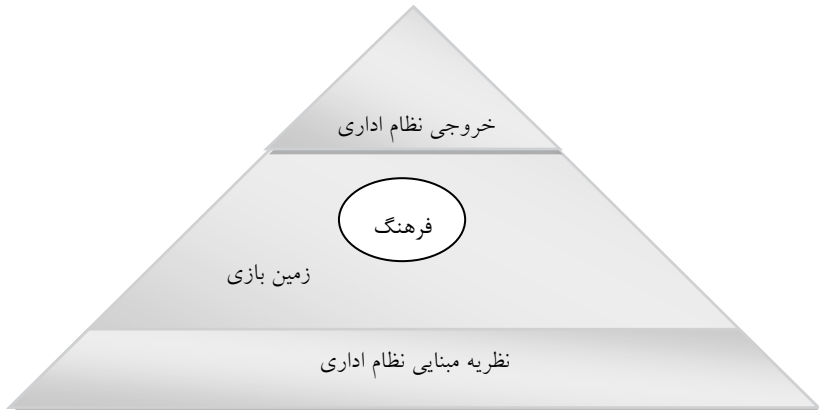 خروجی نظام اداری
فرهنگ
زمین بازی
نظریه مبنایی نظام اداری